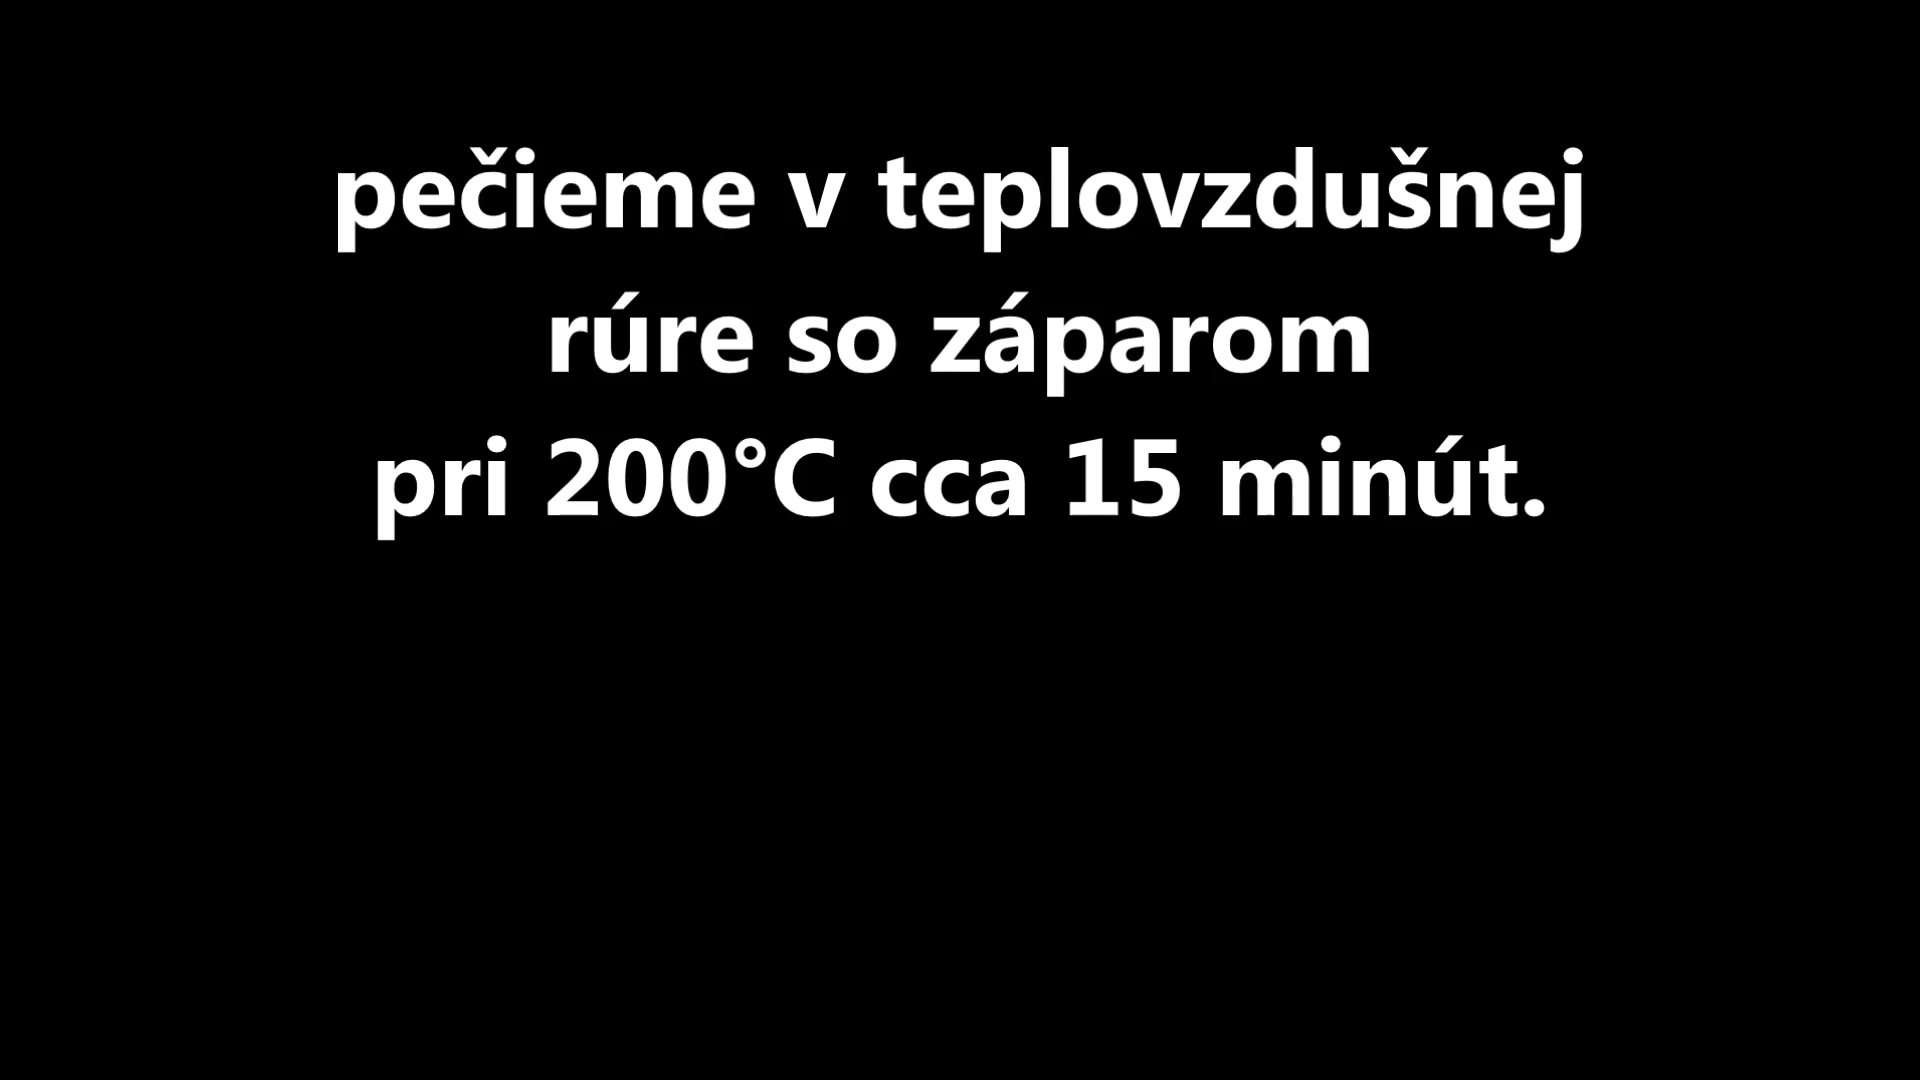 pečieme v teplovzdušnej
rúre so záparom
pri 200°C cca 15 minút.